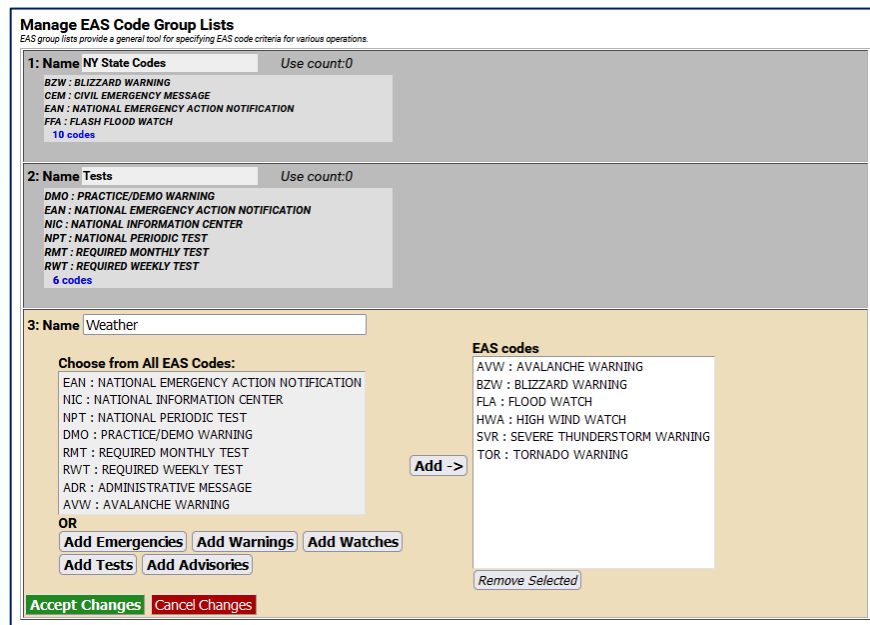 Manage EAS Code Group Lists
EAS group lists provide a general tool for specifying EAS code criteria for various operations.
1: Name NY State Codes Use count:0
BZW : BLIZZARD WARNING
CEM : CIVIL EMERGENCY MESSAGE
EAN : NATIONAL EMERGENCY ACTION NOTIFICATION
FFA : FLASH FLOOD WATCH
10 codes
2: Name Tests Use count:0
DMO : PRACTICE/DEMO WARNING
EAN : NATIONAL EMERGENCY ACTION NOTIFICATION
NIC : NATIONAL INFORMATION CENTER
NPT : NATIONAL PERIODIC TEST
RMT : REQUIRED MONTHLY TEST
RWT : REQUIRED WEEKLY TEST
6 codes
3: Name Weather
Choose from All EAS Codes:
EAN : NATIONAL EMERGENCY ACTION NOTIFICATION
NIC : NATIONAL INFORMATION CENTER
NPT : NATIONAL PERIODIC TEST
DMO : PRACTICE/DEMO WARNING
RMT : REQUIRED MONTHLY TEST
RWT : REQUIRED WEEKLY TEST
ADR : ADMINISTRATIVE MESSAGE
AVW : AVALANCHE WARNING
OR
Add Emergencies Add Warnings Add Watches
Add Tests Add Advisories
Add ->
EAS codes
AVW : AVALANCHE WARNING
BZW : BLIZZARD WARNING
FLA : FLOOD WATCH
HWA : HIGH WIND WATCH
SVR : SEVERE THUNDERSTORM WARNING
TOR : TORNADO WARNING
Remove Selected
Accept Changes Cancel Changes